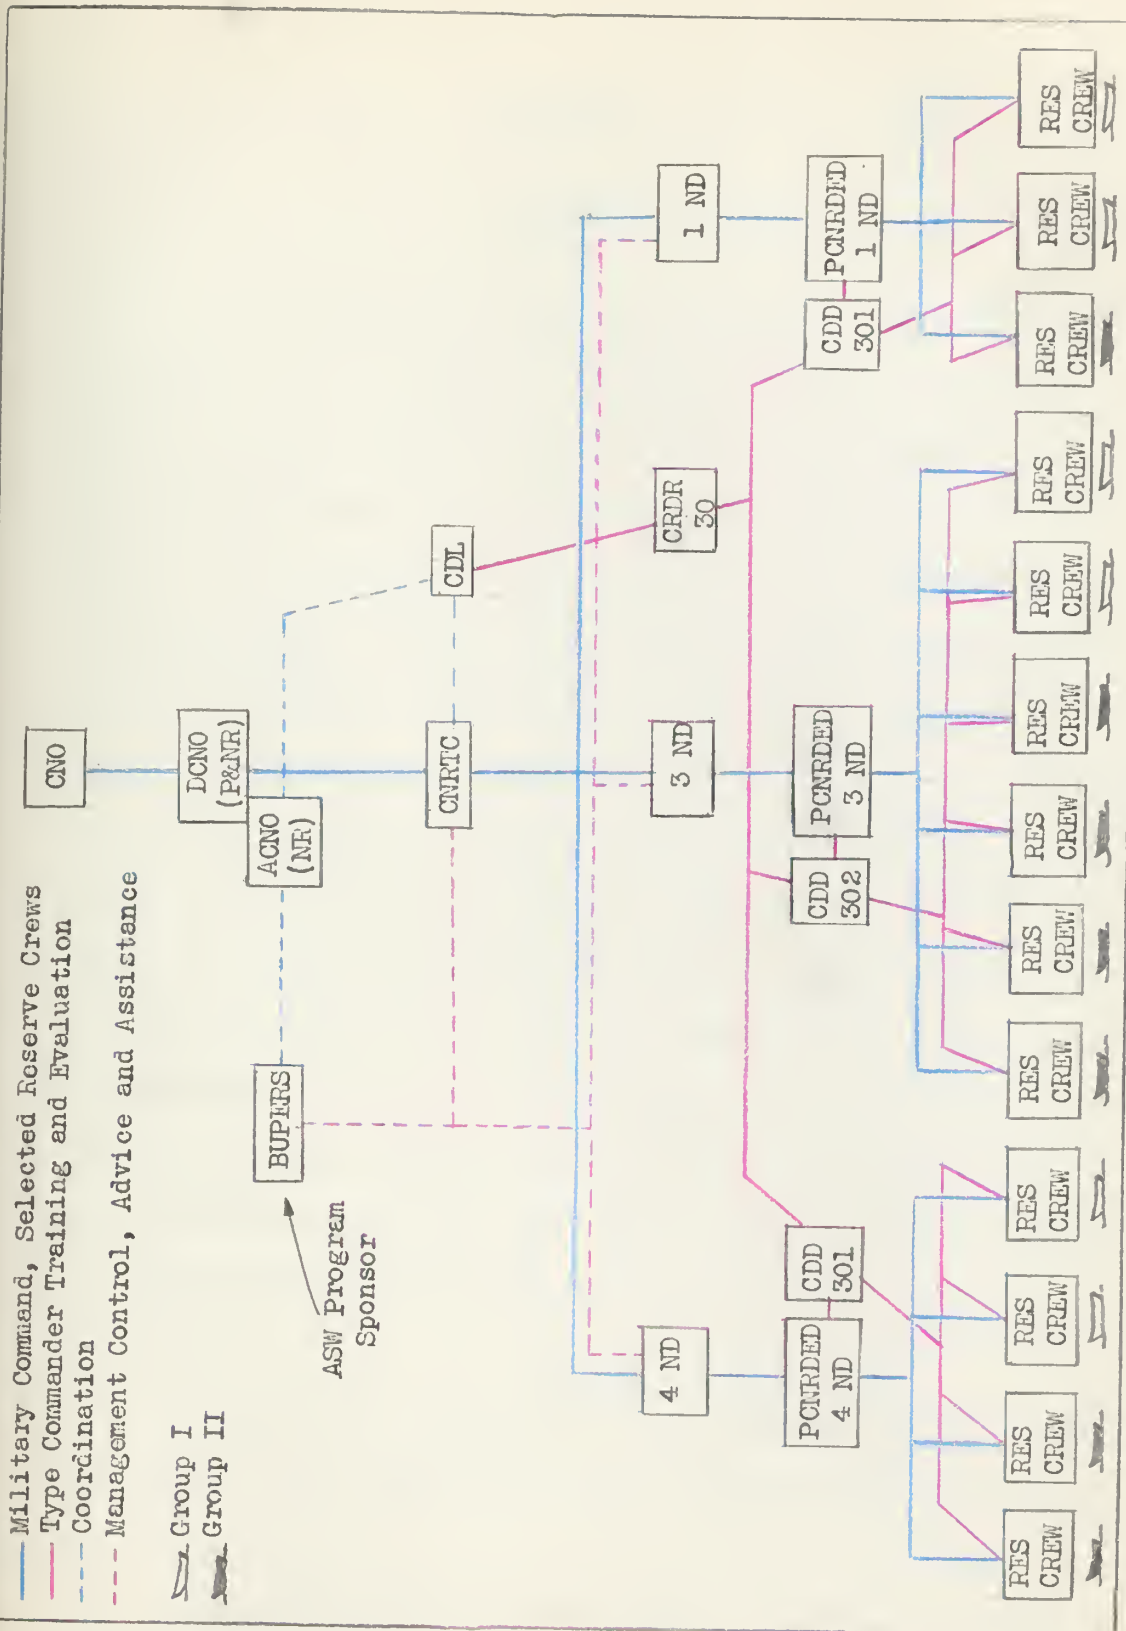 Military Command, Selected Reserve Crews
Type Commander Training and Evaluation
Coordination
Management Control, Advice and Assistance
Group I
Group II
CNO
DCNO
(P&NR)
ACNO
(NR)
BUPERS
ASW Program
Sponsor
CNRTC
CDL
4 ND
3 ND
CRDR
30
1 ND
PCNRDED
4 ND
CDD
301
CDD
302
PCNRDED
3 ND
CDD
301
PCNRDED
1 ND
RES
CREW
RES
CREW
RES
CREW
RES
CREW
RES
CREW
RES
CREW
RES
CREW
RES
CREW
RES
CREW
RES
CREW
RES
CREW
RES
CREW
RES
CREW